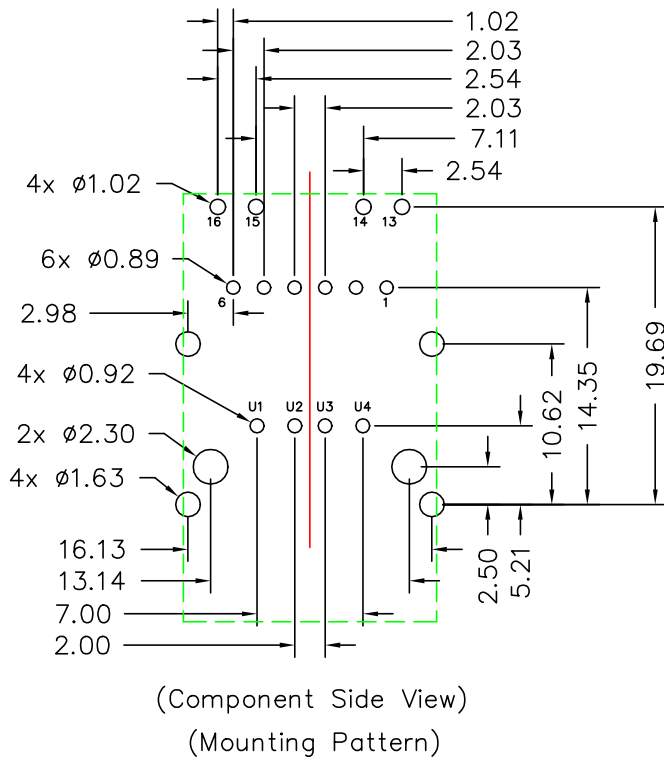 1.02
2.03
2.54
2.03
7.11
2.54
4x Ø1.02
16 15 14 13
6x Ø0.89
6 1
2.98
4x Ø0.92
U1 U2 U3 U4
2x Ø2.30
4x Ø1.63
16.13
13.14
7.00
2.00
2.50
5.21
10.62
14.35
19.69
(Component Side View)
(Mounting Pattern)